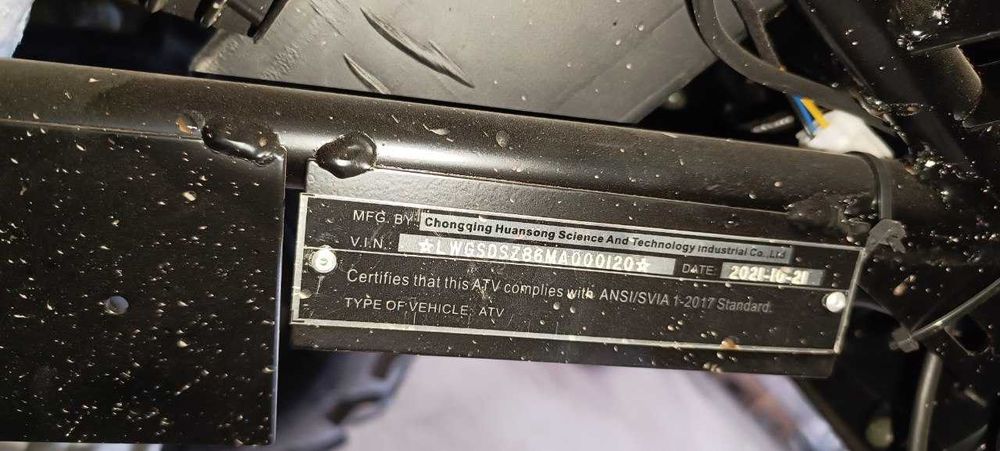 MFG. BY: Chongqing Huansong Science And Technology Industrial Co.,Ltd
V.I.N. ☆LWGSDSZ86MA000120☆ DATE: 2021-10-21
Certifies that this ATV complies with ANSI/SVIA 1-2017 Standard.
TYPE OF VEHICLE: ATV